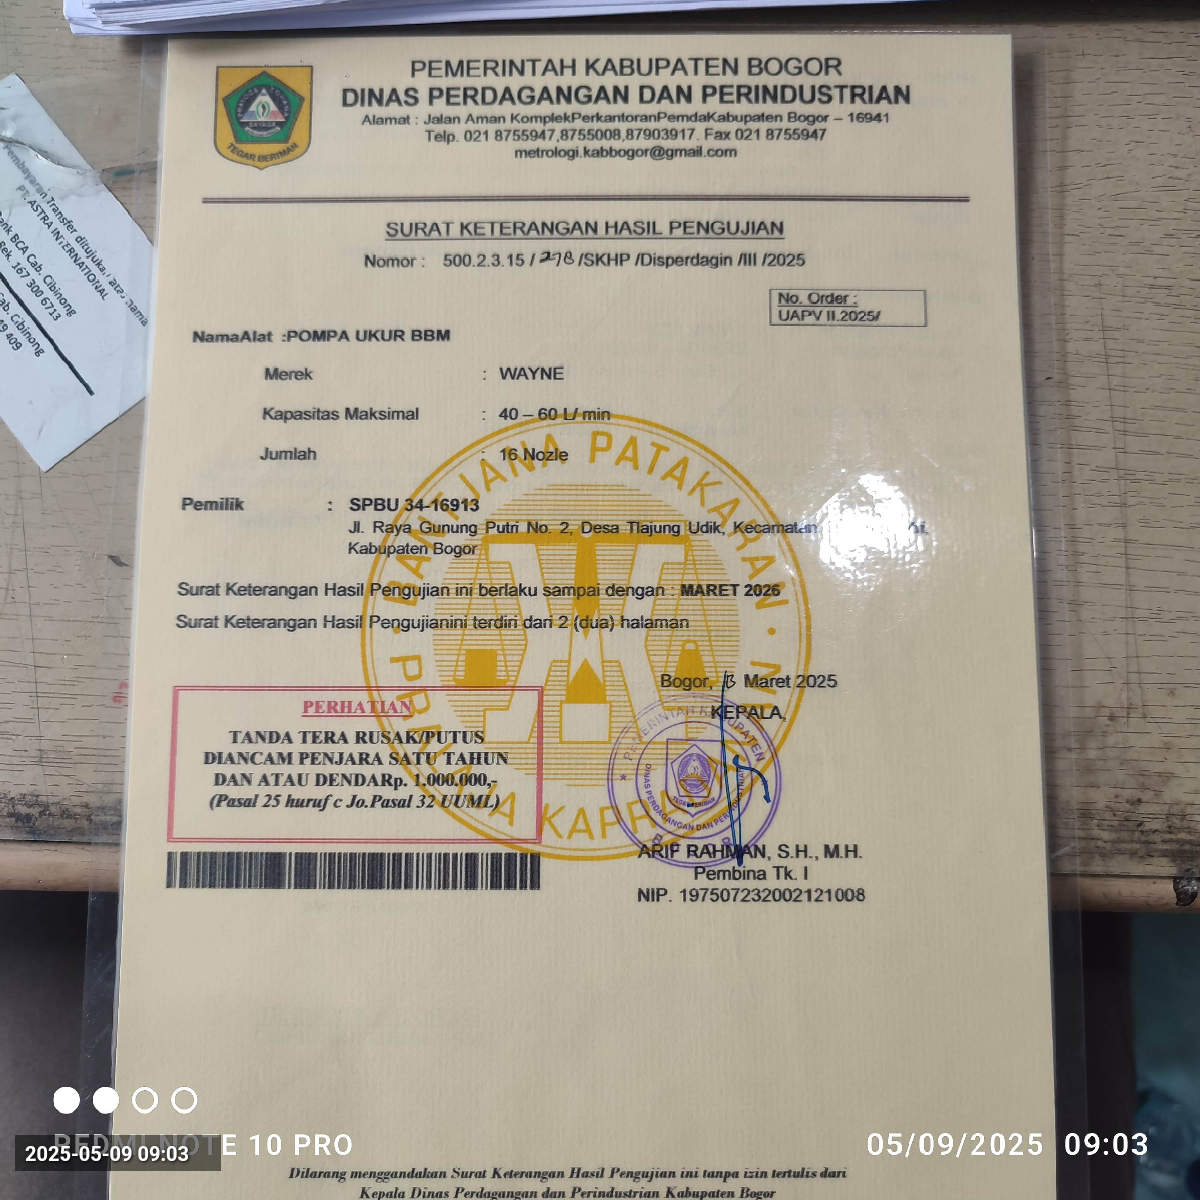 PEMERINTAH KABUPATEN BOGOR
DINAS PERDAGANGAN DAN PERINDUSTRIAN
Alamat : Jalan Aman KomplekPerkantoranPemdaKabupaten Bogor – 16941
Telp. 021 8755947,8755008,87903917. Fax 021 8755947
metrologi.kabbogor@gmail.com
TEGAR BERIMAN
SURAT KETERANGAN HASIL PENGUJIAN
Nomor : 500.2.3.15 / 278 /SKHP /Disperdagin /III /2025
No. Order :
UAPV II.2025/
NamaAlat :POMPA UKUR BBM
Merek : WAYNE
Kapasitas Maksimal : 40 – 60 L/ min
Jumlah : 16 Nozle
Pemilik : SPBU 34-16913
Jl. Raya Gunung Putri No. 2, Desa Tlajung Udik, Kecamatan
Kabupaten Bogor
Surat Keterangan Hasil Pengujian ini berlaku sampai dengan : MARET 2026
Surat Keterangan Hasil Pengujianini terdiri dari 2 (dua) halaman
Bogor, 13 Maret 2025
KEPALA,
PERHATIAN
TANDA TERA RUSAK/PUTUS
DIANCAM PENJARA SATU TAHUN
DAN ATAU DENDARp. 1.000.000,-
(Pasal 25 huruf c Jo.Pasal 32 UUML)
PEMERINTAH KABUPATEN
DINAS PERDAGANGAN DAN PERINDUSTRIAN
ARIF RAHMAN, S.H., M.H.
Pembina Tk. I
NIP. 197507232002121008
BANTJANA PATAKARAN
PRALAJA KAPRADANAN
Pembayaran Transfer ditujukan atas nama
PT. ASTRA INTERNATIONAL
Bank BCA Cab. Cibinong
Rek. 167 300 6713
Cab. Cibinong
49 409
REDMI NOTE 10 PRO
2025-05-09 09:03
05/09/2025 09:03
Dilarang menggandakan Surat Keterangan Hasil Pengujian ini tanpa izin tertulis dari
Kepala Dinas Perdagangan dan Perindustrian Kabupaten Bogor